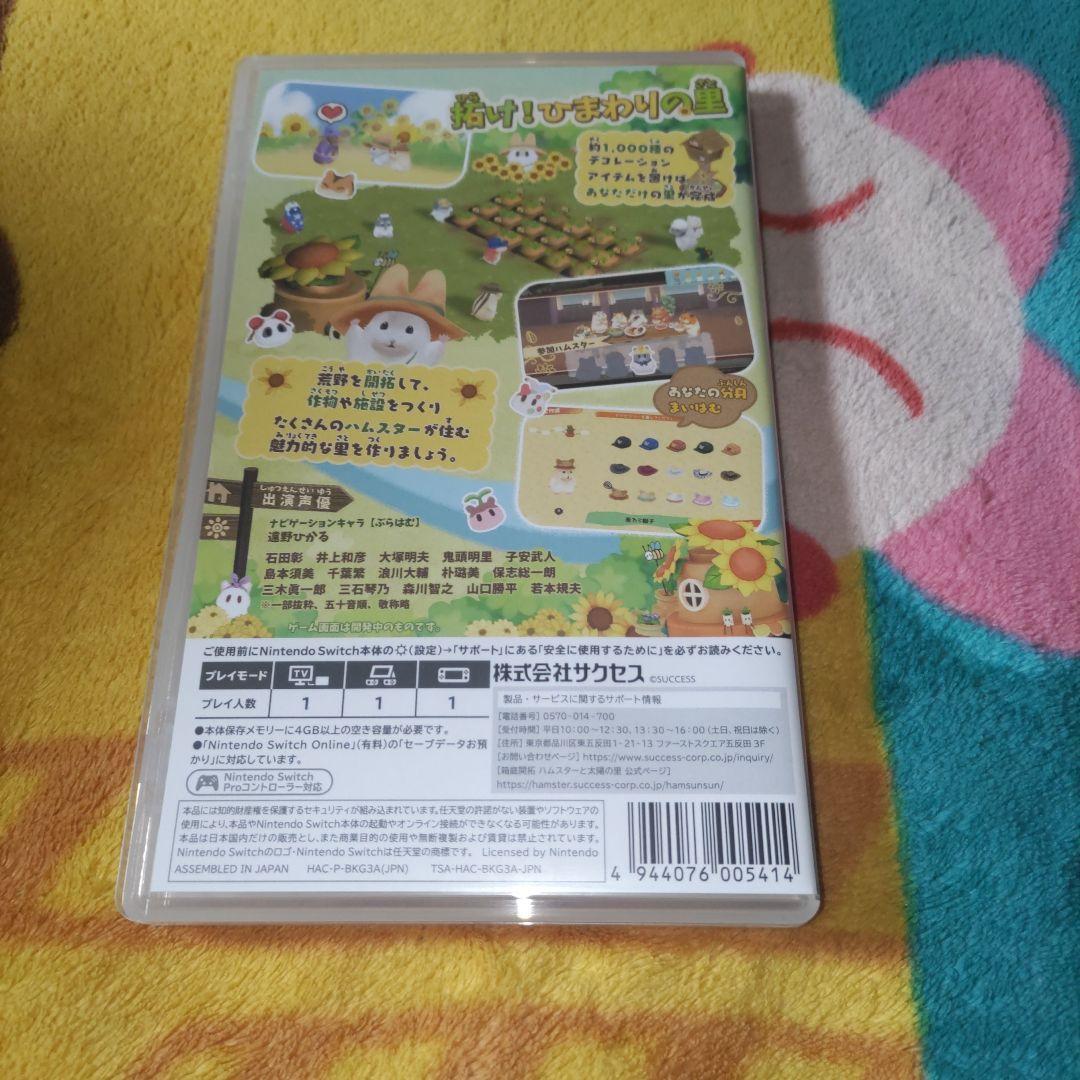 拓け！ひまわりの里
ひら
さと
約1,000種の
デコレーション
アイテムを置けば
あなただけの里が完成
参加ハムスター
あなたの分身
まいはむ
荒野を開拓して、
作物や施設をつくり
たくさんのハムスターが住む
魅力的な里を作りましょう。
しゅつえんせいゆう
出演声優
ナビゲーションキャラ【ぷらはむ】
遠野ひかる
石田彰 井上和彦 大塚明夫 鬼頭明里 子安武人
島本須美 千葉繁 浪川大輔 朴璐美 保志総一朗
三木眞一郎 三石琴乃 森川智之 山口勝平 若本規夫
※一部抜粋、五十音順、敬称略
ゲーム画面は開発中のものです。
ご使用前にNintendo Switch本体の(設定)→「サポート」にある「安全に使用するために」を必ずお読みください。
プレイモード TV
プレイ人数 1 1 1
●本体保存メモリーに4GB以上の空き容量が必要です。
●「Nintendo Switch Online」(有料)の「セーブデータお預
かり」に対応しています。
Nintendo Switch
Proコントローラー対応
株式会社サクセス ©SUCCESS
製品・サービスに関するサポート情報
[電話番号] 0570-014-700
[受付時間] 平日10:00～12:30, 13:30～16:00 (土日、祝日は除く)
[住所] 東京都品川区東五反田1-21-13 ファーストスクエア五反田 3F
[お問い合わせページ] https://www.success-corp.co.jp/inquiry/
[箱庭開拓 ハムスターと太陽の里 公式ページ]
https://hamster.success-corp.co.jp/hamsunsun/
本品には知的財産権を保護するセキュリティが組み込まれています。任天堂の許諾がない装置やソフトウェアの
使用により、本品やNintendo Switch本体の起動やオンライン接続ができなくなる可能性があります。
本品は日本国内だけの販売とし、また商業目的の使用や無断複製および賃貸は禁止されています。
Nintendo Switchのロゴ・Nintendo Switchは任天堂の商標です。 Licensed by Nintendo
ASSEMBLED IN JAPAN HAC-P-BKG3A(JPN) TSA-HAC-BKG3A-JPN
4 944076 005414